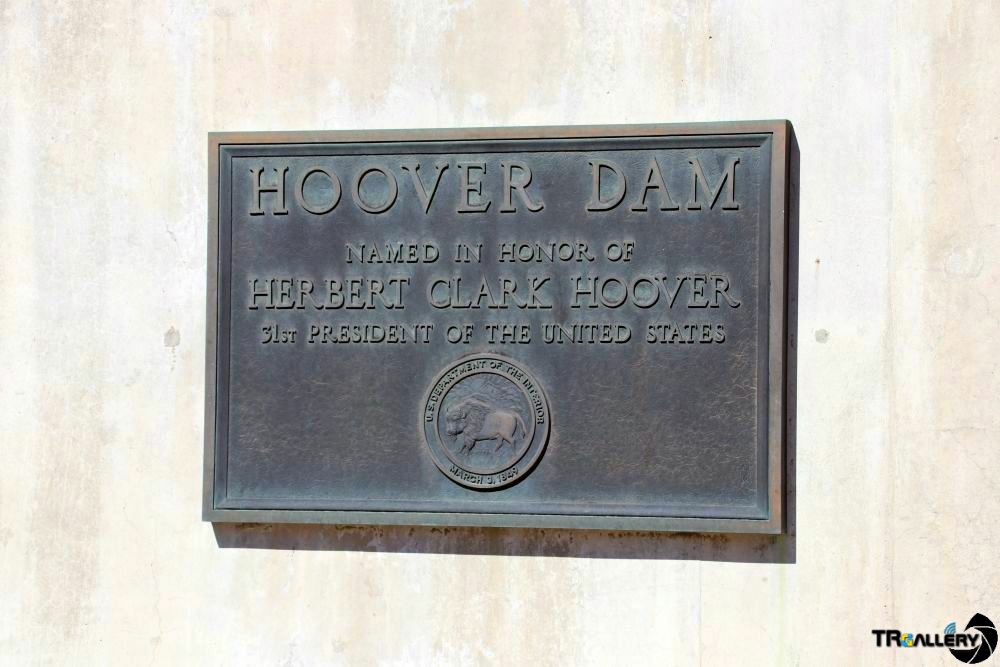 HOOVER DAM
NAMED IN HONOR OF
HERBERT CLARK HOOVER
31ST PRESIDENT OF THE UNITED STATES
U.S. DEPARTMENT OF THE INTERIOR
MARCH 3, 1849
TRGALLERY